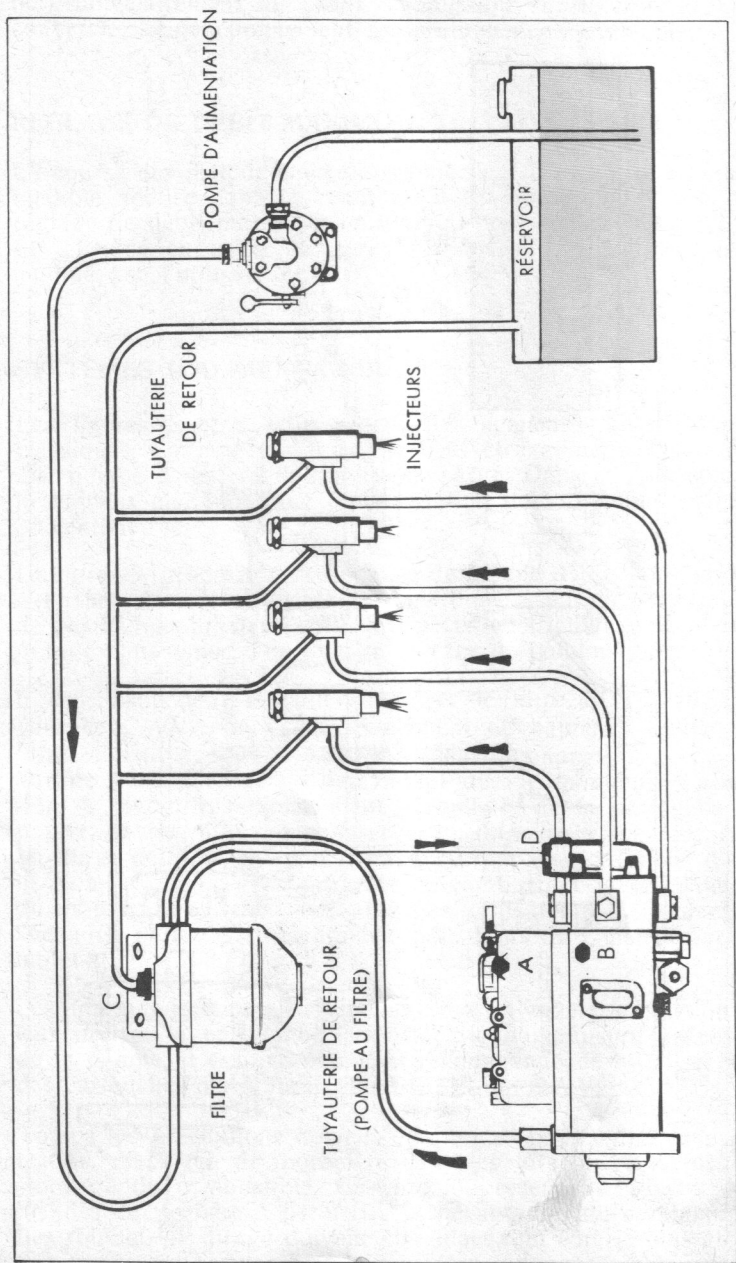 POMPE D'ALIMENTATION
RÉSERVOIR
TUYAUTERIE
DE RETOUR
INJECTEURS
C
FILTRE
TUYAUTERIE DE RETOUR
(POMPE AU FILTRE)
D
A
B